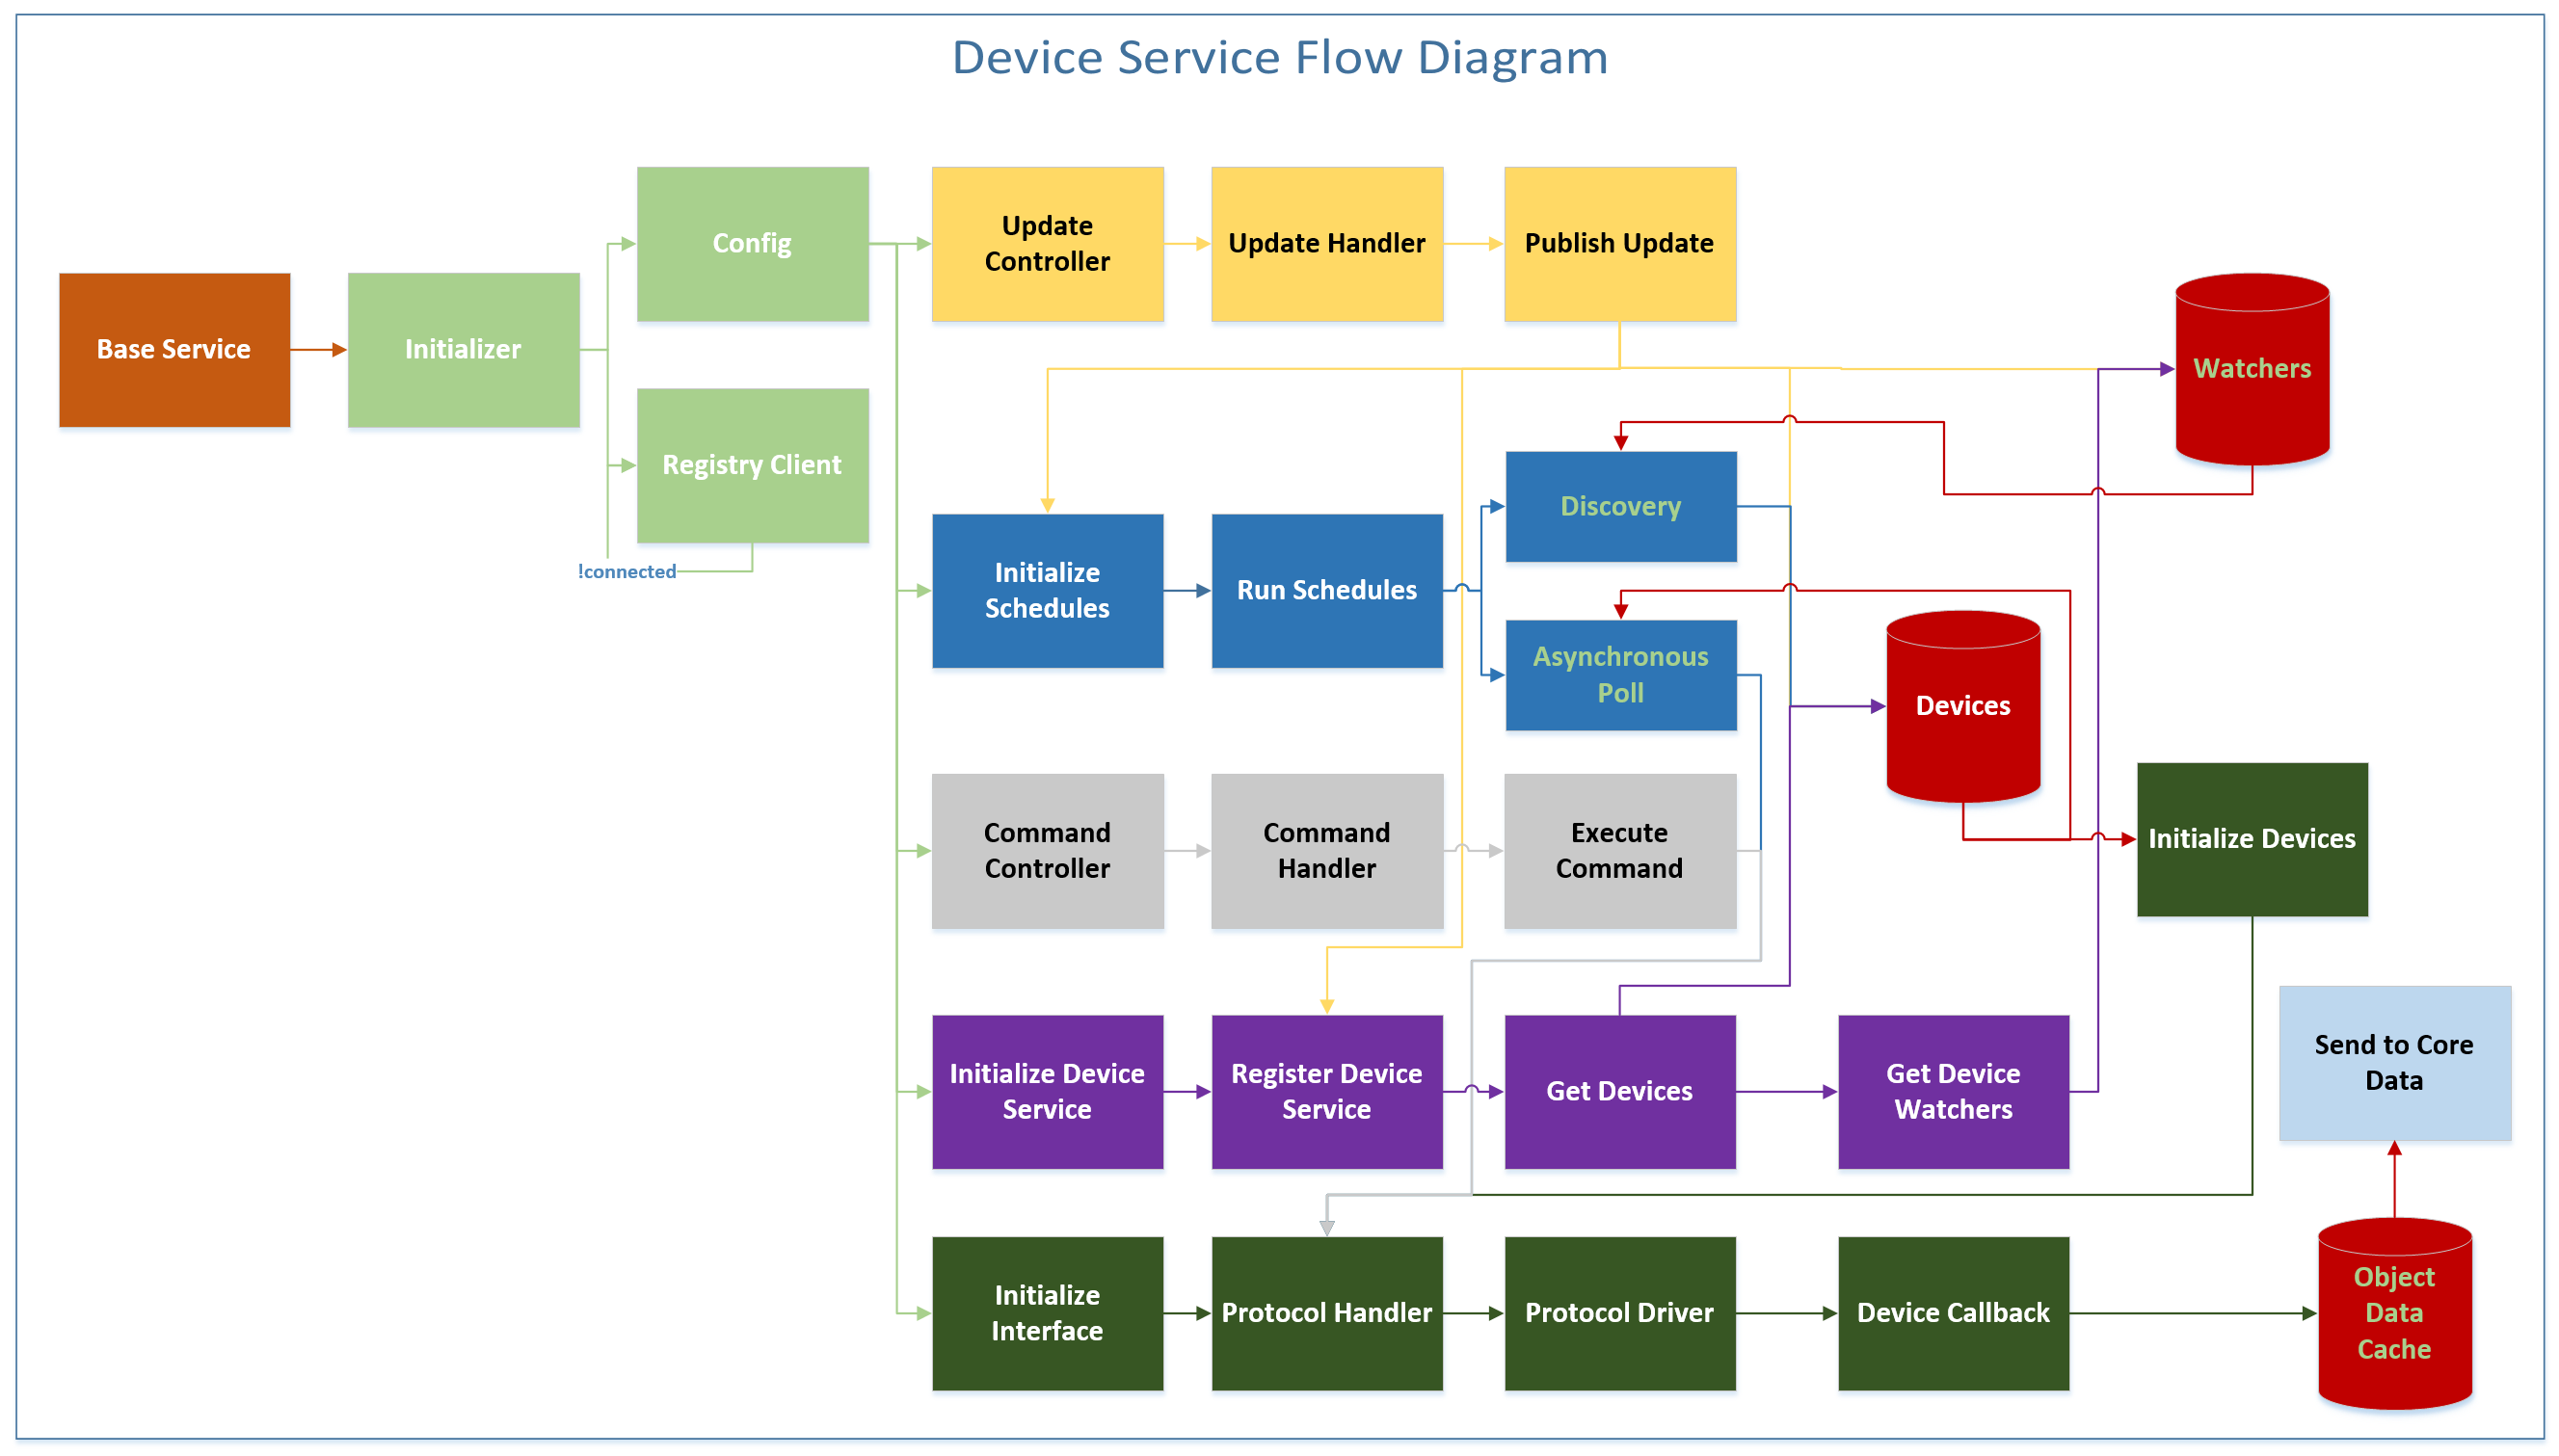 Device Service Flow Diagram
Base Service
Initializer
Config
Registry Client
!connected
Update
Controller
Update Handler
Publish Update
Watchers
Initialize
Schedules
Run Schedules
Discovery
Asynchronous
Poll
Devices
Command
Controller
Command
Handler
Execute
Command
Initialize Devices
Initialize Device
Service
Register Device
Service
Get Devices
Get Device
Watchers
Send to Core
Data
Initialize
Interface
Protocol Handler
Protocol Driver
Device Callback
Object
Data
Cache